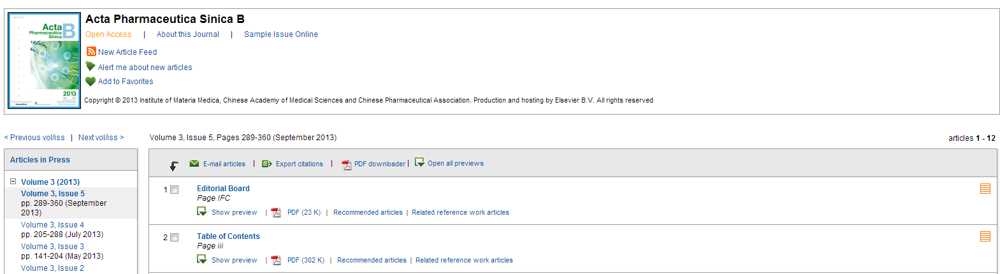 Acta
Pharmaceutica
Sinica
B
2013
Acta Pharmaceutica Sinica B
Open Access | About this Journal | Sample Issue Online
New Article Feed
Alert me about new articles
Add to Favorites
Copyright © 2013 Institute of Materia Medica, Chinese Academy of Medical Sciences and Chinese Pharmaceutical Association. Production and hosting by Elsevier B.V. All rights reserved
< Previous vol/iss | Next vol/iss >
Volume 3, Issue 5, Pages 289-360 (September 2013)
articles 1 - 12
Articles in Press
Volume 3 (2013)
Volume 3, Issue 5
pp. 289-360 (September
2013)
Volume 3, Issue 4
pp. 205-288 (July 2013)
Volume 3, Issue 3
pp. 141-204 (May 2013)
Volume 3, Issue 2
E-mail articles | Export citations | PDF downloader | Open all previews
1 Editorial Board
Page IFC
Show preview | PDF (23 K) | Recommended articles | Related reference work articles
2 Table of Contents
Page iii
Show preview | PDF (302 K) | Recommended articles | Related reference work articles